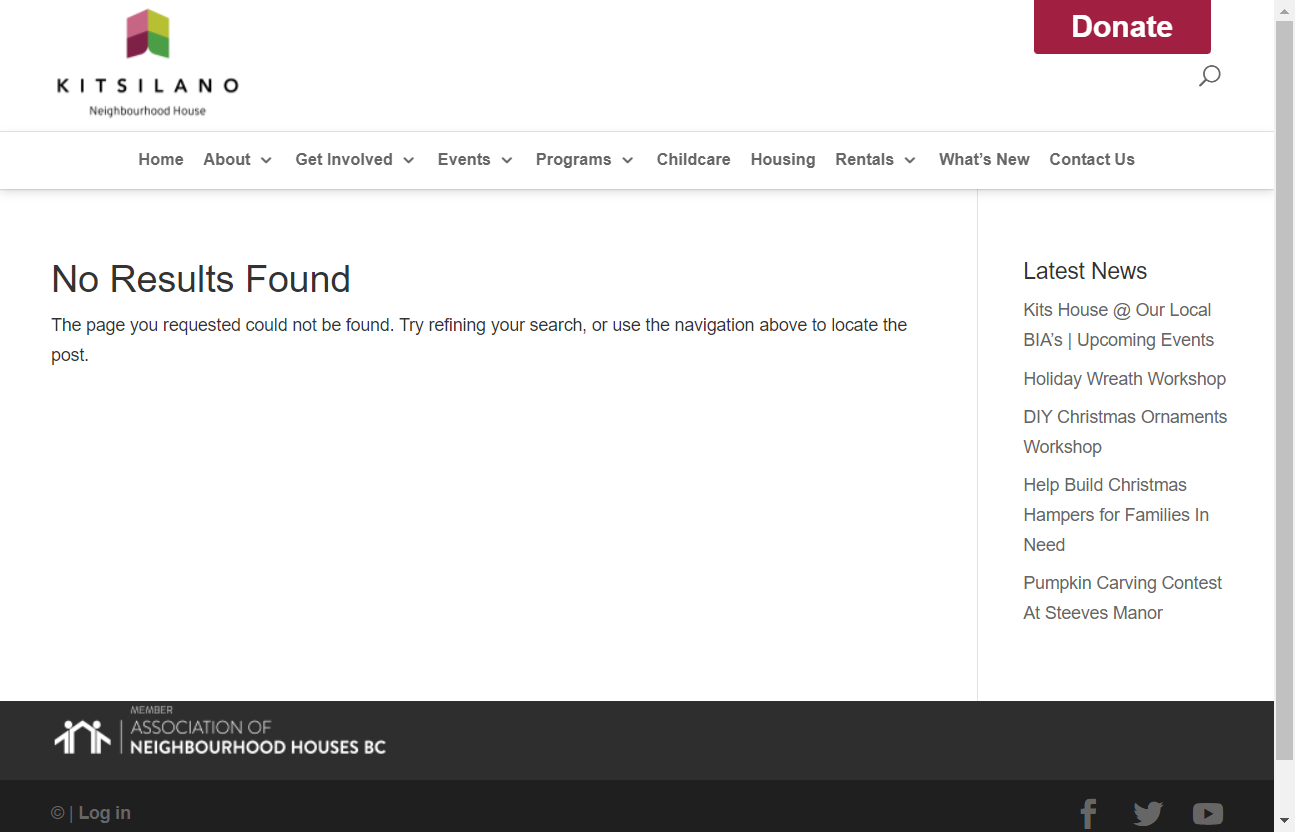 Donate
KITSILANO
Neighbourhood House
Home About Get Involved Events Programs Childcare Housing Rentals What’s New Contact Us
No Results Found
The page you requested could not be found. Try refining your search, or use the navigation above to locate the
post.
Latest News
Kits House @ Our Local
BIA’s | Upcoming Events
Holiday Wreath Workshop
DIY Christmas Ornaments
Workshop
Help Build Christmas
Hampers for Families In
Need
Pumpkin Carving Contest
At Steeves Manor
MEMBER
ASSOCIATION OF
NEIGHBOURHOOD HOUSES BC
© | Log in